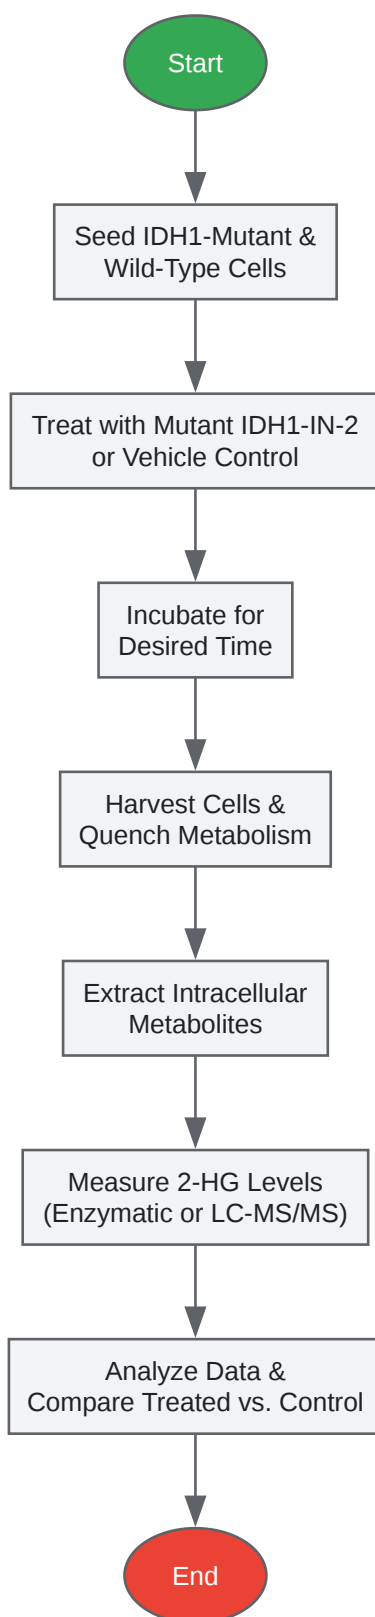 Start
Seed IDH1-Mutant &
Wild-Type Cells
Treat with Mutant IDH1-IN-2
or Vehicle Control
Incubate for
Desired Time
Harvest Cells &
Quench Metabolism
Extract Intracellular
Metabolites
Measure 2-HG Levels
(Enzymatic or LC-MS/MS)
Analyze Data &
Compare Treated vs. Control
End